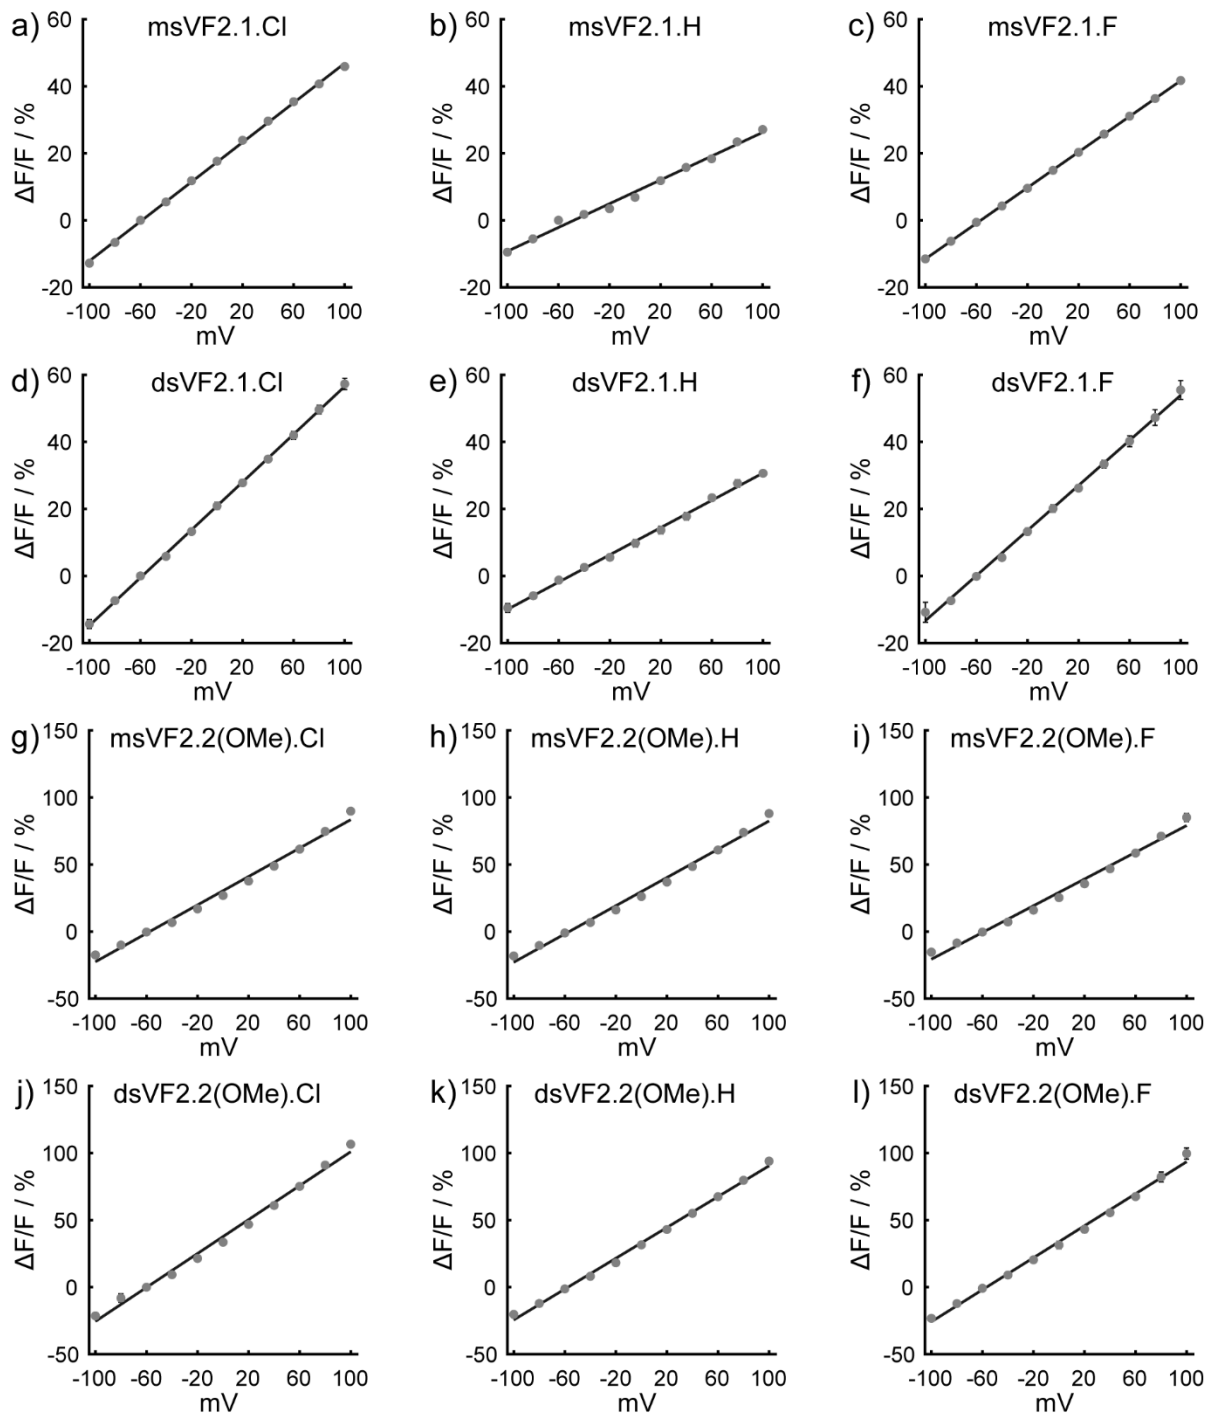 a) msVF2.1.Cl
ΔF/F / %
60
40
20
0
-20
-100 -60 -20 20 60 100
mV
b) msVF2.1.H
ΔF/F / %
60
40
20
0
-20
-100 -60 -20 20 60 100
mV
c) msVF2.1.F
ΔF/F / %
60
40
20
0
-20
-100 -60 -20 20 60 100
mV
d) dsVF2.1.Cl
ΔF/F / %
60
40
20
0
-20
-100 -60 -20 20 60 100
mV
e) dsVF2.1.H
ΔF/F / %
60
40
20
0
-20
-100 -60 -20 20 60 100
mV
f) dsVF2.1.F
ΔF/F / %
60
40
20
0
-20
-100 -60 -20 20 60 100
mV
g) msVF2.2(OMe).Cl
ΔF/F / %
150
100
50
0
-50
-100 -60 -20 20 60 100
mV
h) msVF2.2(OMe).H
ΔF/F / %
150
100
50
0
-50
-100 -60 -20 20 60 100
mV
i) msVF2.2(OMe).F
ΔF/F / %
150
100
50
0
-50
-100 -60 -20 20 60 100
mV
j) dsVF2.2(OMe).Cl
ΔF/F / %
150
100
50
0
-50
-100 -60 -20 20 60 100
mV
k) dsVF2.2(OMe).H
ΔF/F / %
150
100
50
0
-50
-100 -60 -20 20 60 100
mV
l) dsVF2.2(OMe).F
ΔF/F / %
150
100
50
0
-50
-100 -60 -20 20 60 100
mV